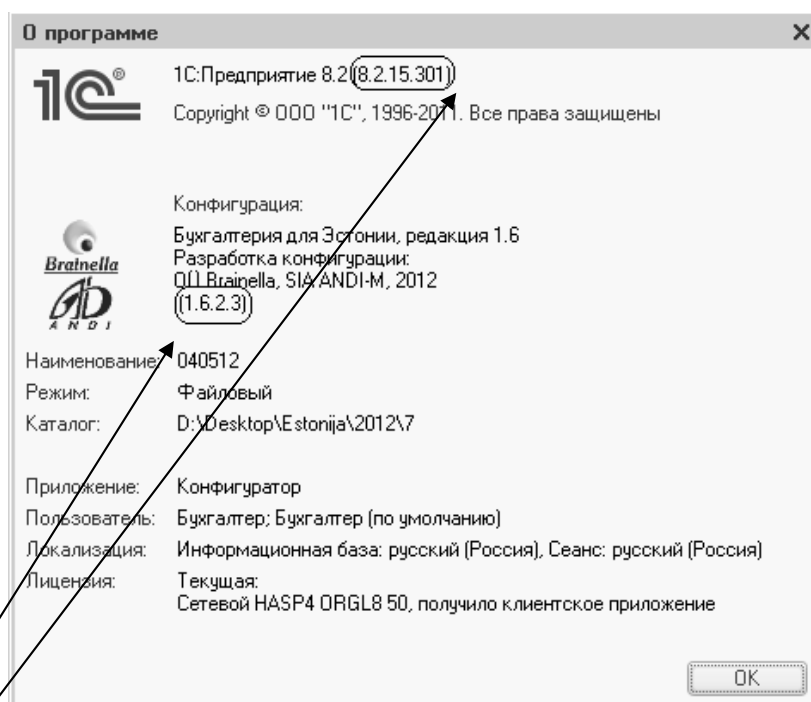 О программе
1С®
1С:Предприятие 8.2 (8.2.15.301)
Copyright © ООО "1С", 1996-2011. Все права защищены
Конфигурация:
Бухгалтерия для Эстонии, редакция 1.6
Разработка конфигурации:
OÜ Brainella, SIA ANDI-M, 2012
(1.6.2.3)
Brainella
ANDI
Наименование: 040512
Режим: Файловый
Каталог: D:\Desktop\Estonija\2012\7
Приложение: Конфигуратор
Пользователь: Бухгалтер; Бухгалтер (по умолчанию)
Локализация: Информационная база: русский (Россия), Сеанс: русский (Россия)
Лицензия: Текущая:
Сетевой HASP4 ORGL8 50, получило клиентское приложение
OK